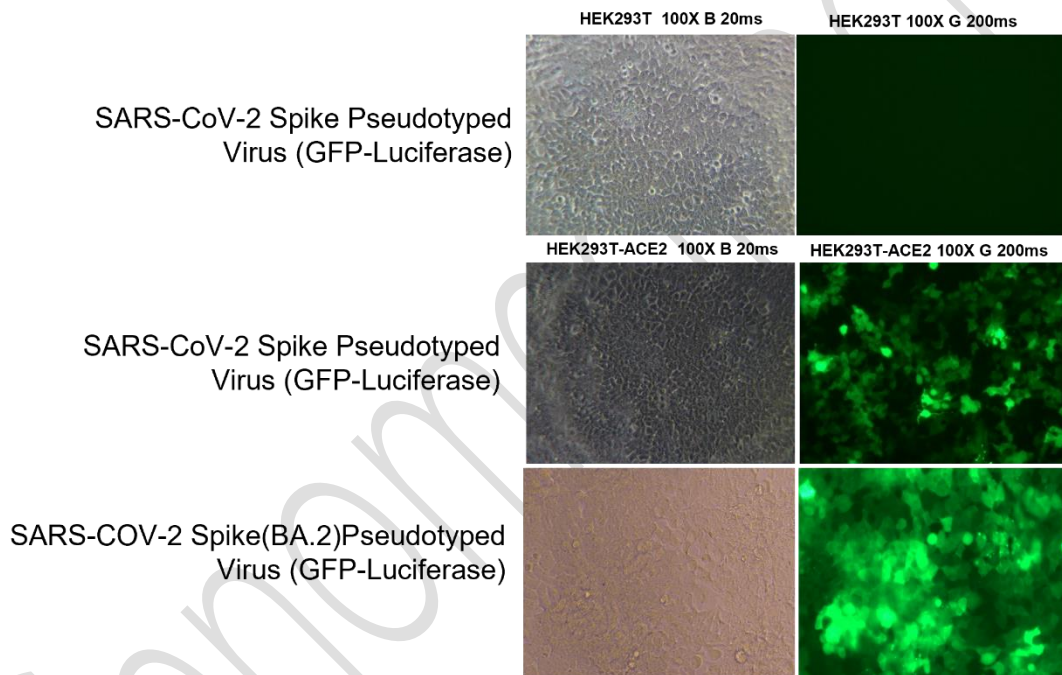 HEK293T 100X B 20ms HEK293T 100X G 200ms
SARS-CoV-2 Spike Pseudotyped
Virus (GFP-Luciferase)
HEK293T-ACE2 100X B 20ms HEK293T-ACE2 100X G 200ms
SARS-CoV-2 Spike Pseudotyped
Virus (GFP-Luciferase)
SARS-COV-2 Spike(BA.2)Pseudotyped
Virus (GFP-Luciferase)